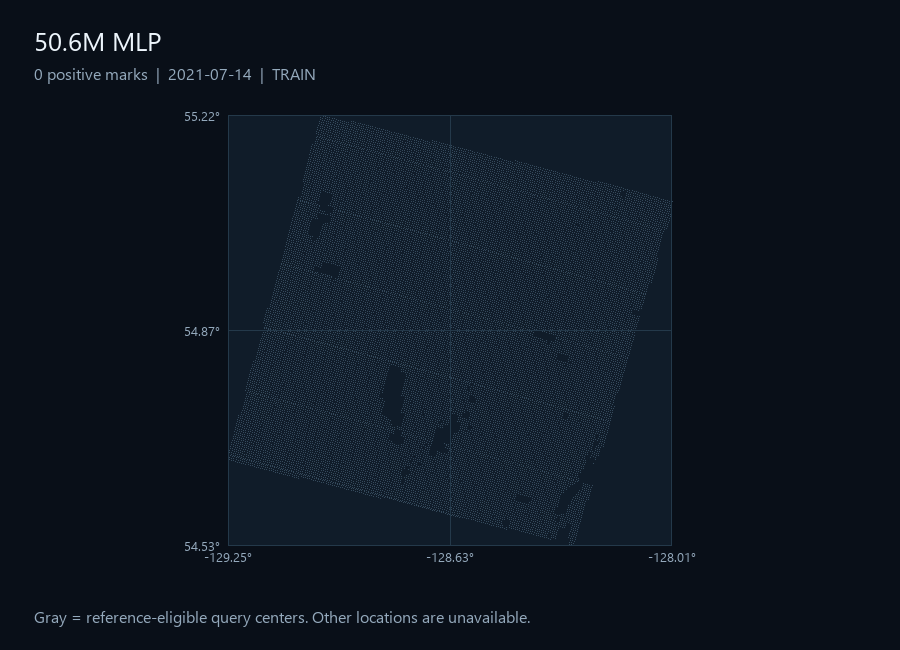 50.6M MLP
0 positive marks | 2021-07-14 | TRAIN
55.22°
54.87°
54.53°
-129.25°
-128.63°
-128.01°
Gray = reference-eligible query centers. Other locations are unavailable.